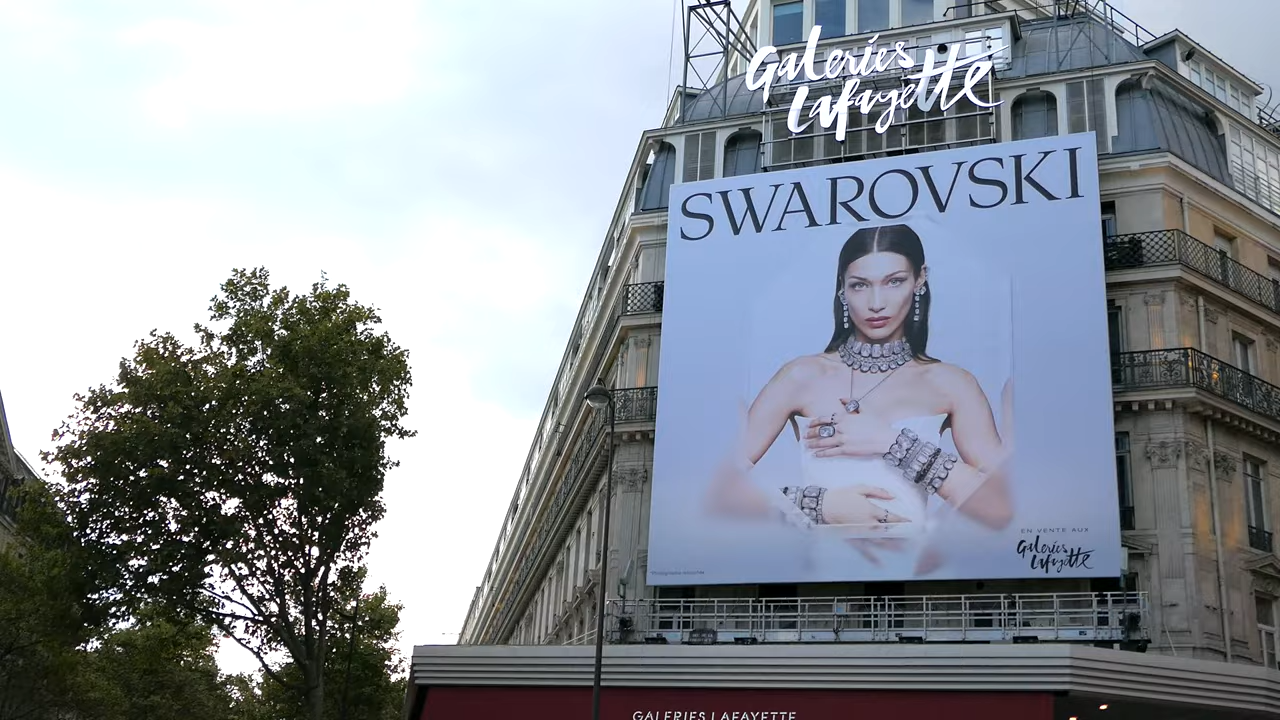 Galeries
Lafayette
SWAROVSKI
EN VENTE AUX
Galeries
Lafayette
GALERIES LAFAYETTE